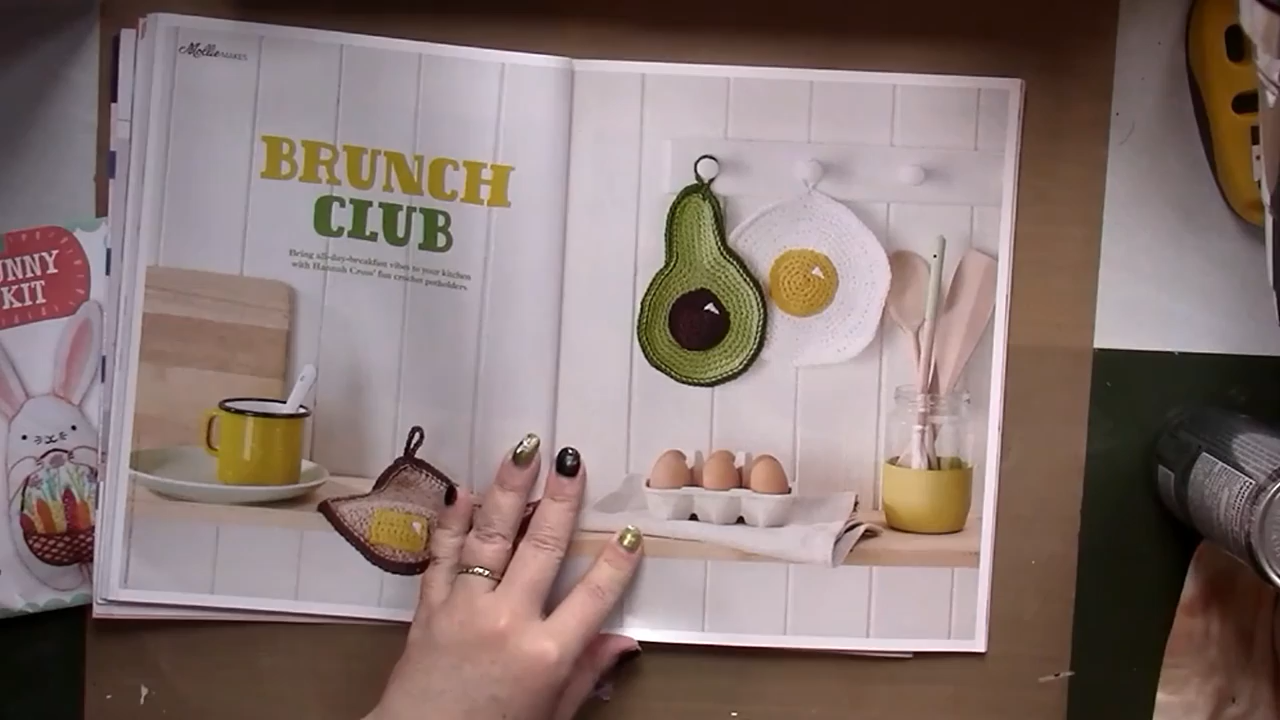 Mollie MAKES
BRUNCH
CLUB
Bring all-day-breakfast vibes to your kitchen
with Hannah Cross' fun crochet potholders
UNNY
KIT